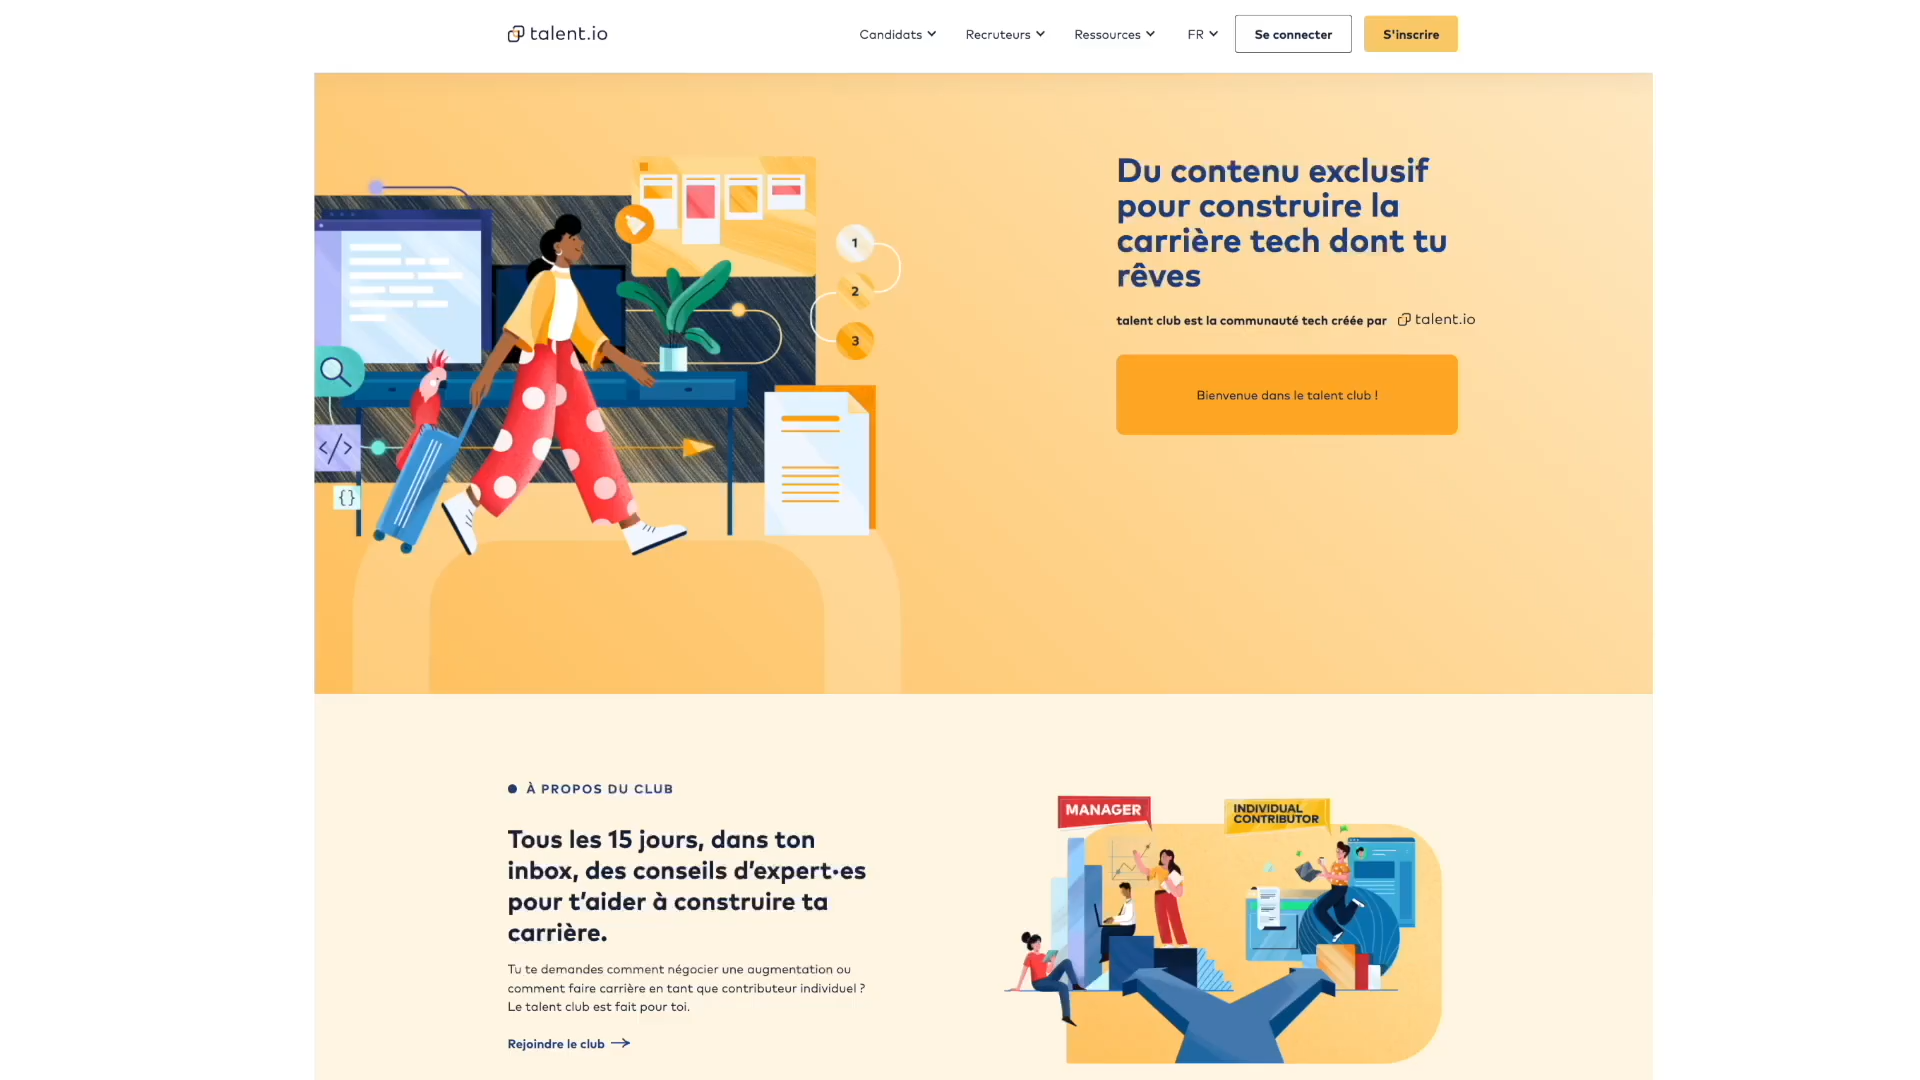 talent.io
Candidats
Recruteurs
Ressources
FR
Se connecter
S'inscrire
Du contenu exclusif
pour construire la
carrière tech dont tu
rêves
talent club est la communauté tech créée par talent.io
Bienvenue dans le talent club !
1
2
3
</>
{}
À PROPOS DU CLUB
Tous les 15 jours, dans ton
inbox, des conseils d’expert•es
pour t’aider à construire ta
carrière.
Tu te demandes comment négocier une augmentation ou
comment faire carrière en tant que contributeur individuel ?
Le talent club est fait pour toi.
Rejoindre le club
MANAGER
INDIVIDUAL
CONTRIBUTOR